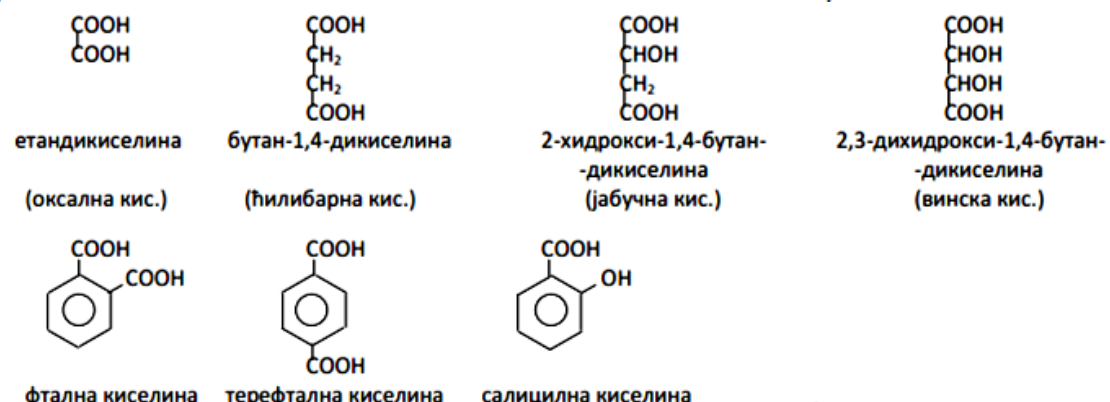 COOH COOH COOH COOH
COOH CH₂ CHOH CHOH
CH₂ CH₂ CHOH
COOH COOH COOH
етандикиселина бутан-1,4-дикиселина 2-хидрокси-1,4-бутан- 2,3-дихидрокси-1,4-бутан-
-дикиселина -дикиселина
(оксална кис.) (ћилибарна кис.) (јабучна кис.) (винска кис.)
COOH COOH COOH
COOH OH
COOH
фтална киселина терефтална киселина салицилна киселина